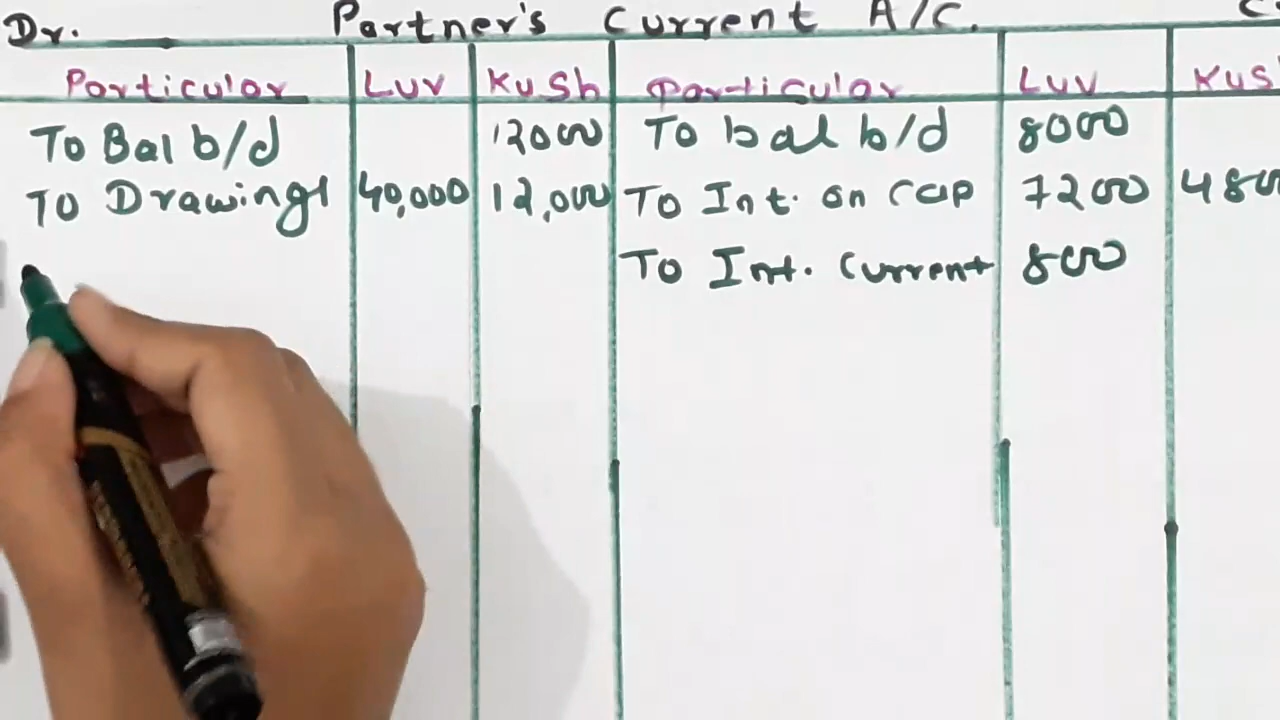 Dr. Partner's Current A/C.
Particular Luv Kush Particular Luv
To Bal b/d 12000 To bal b/d 8000
To Drawings 40,000 12,000 To Int. on cap 7200
To Int. Current 800